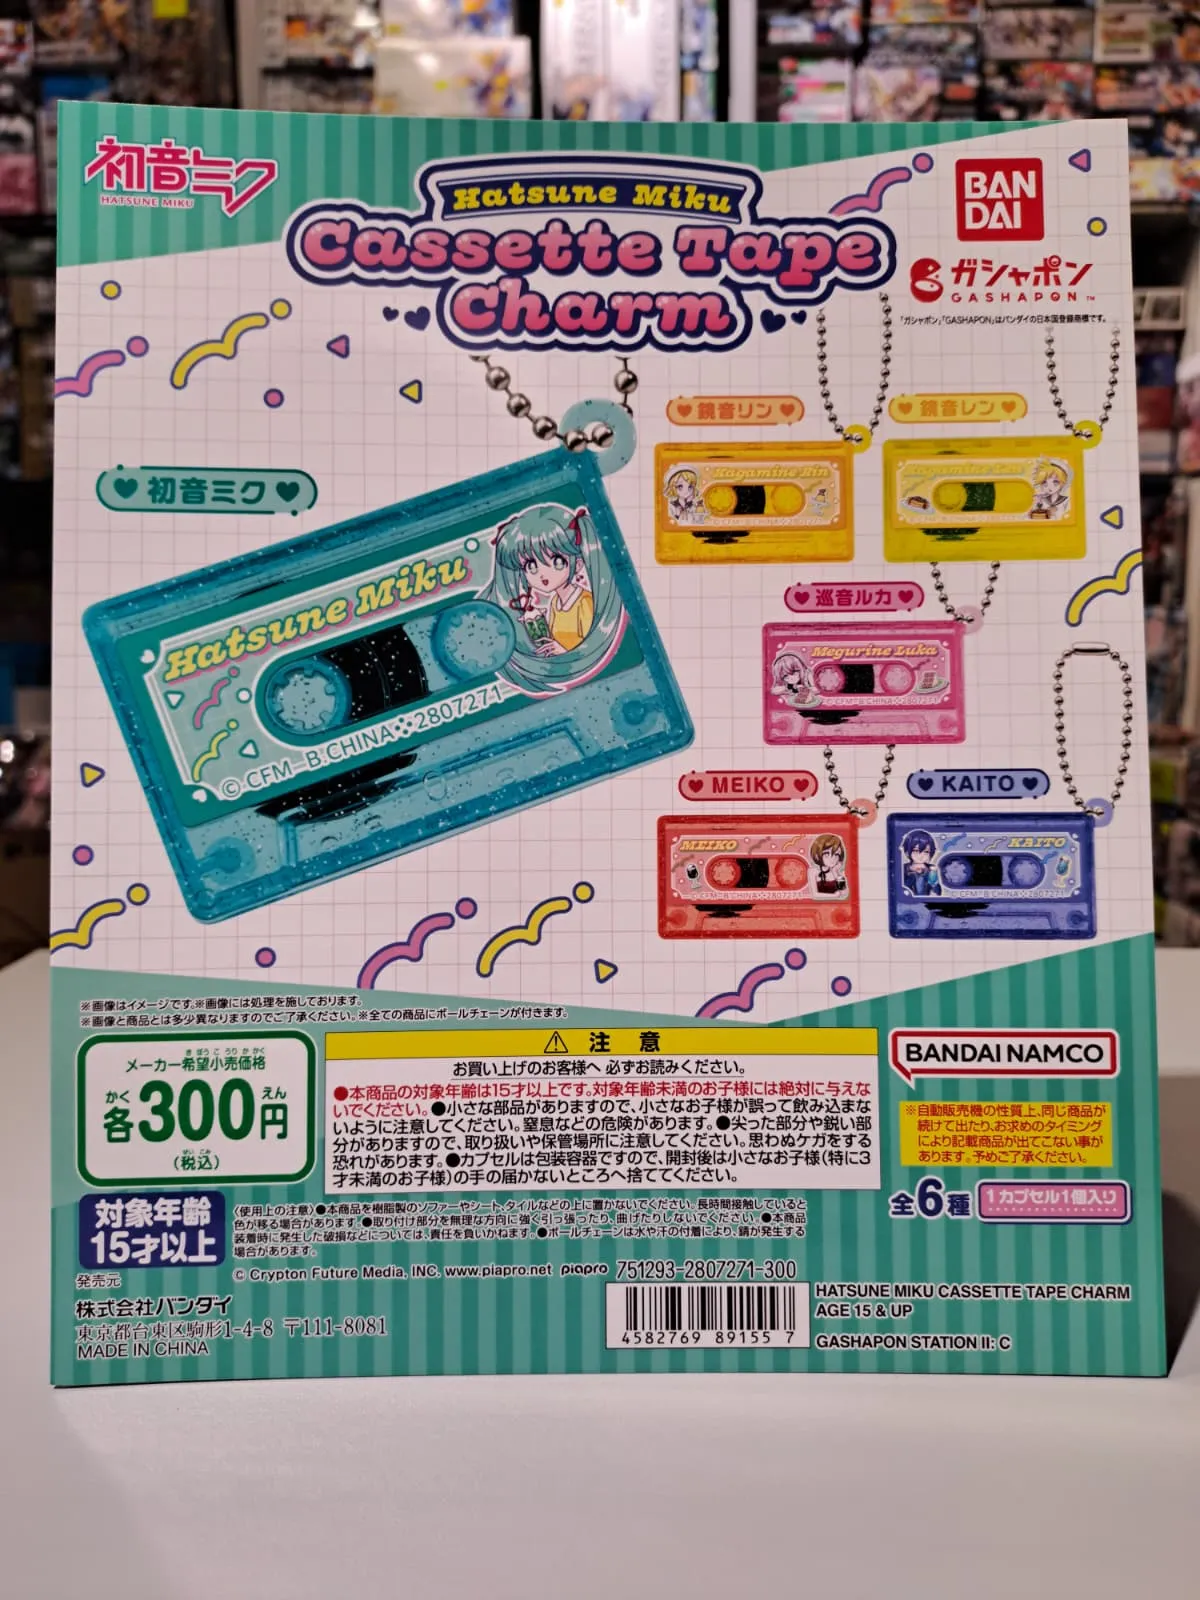 初音ミク
HATSUNE MIKU
Hatsune Miku
Cassette Tape
Charm
BAN
DAI
ガシャポン
GASHAPON™
「ガシャポン」「GASHAPON」はバンダイの日本国登録商標です。
初音ミク
Hatsune Miku
© CFM-B.CHINA 2807271
鏡音リン
Kagamine Rin
© CFM-B.CHINA 2807271
鏡音レン
Kagamine Len
巡音ルカ
Megurine Luka
© CFM-B.CHINA 2807271
MEIKO
MEIKO
© CFM-B.CHINA 2807271
KAITO
KAITO
© CFM-B.CHINA 2807271
※画像はイメージです。※画像には処理を施しております。
※画像と商品とは多少異なりますのでご了承ください。※全ての商品にボールチェーンが付きます。
メーカー希望小売価格
きぼうこうりかかく
かく えん
各300円
ぜいこみ
(税込)
対象年齢
15才以上
注 意
お買い上げのお客様へ 必ずお読みください。
●本商品の対象年齢は15才以上です。対象年齢未満のお子様には絶対に与えな
いでください。●小さな部品がありますので、小さなお子様が誤って飲み込まな
いように注意してください。窒息などの危険があります。●尖った部分や鋭い部
分がありますので、取り扱いや保管場所に注意してください。思わぬケガをする
恐れがあります。●カプセルは包装容器ですので、開封後は小さなお子様(特に3
才未満のお子様)の手の届かないところへ捨ててください。
BANDAI NAMCO
※自動販売機の性質上、同じ商品が
続けて出たり、お求めのタイミング
により記載商品が出てこない事が
あります。予めご了承ください。
全6種
1カプセル1個入り
〈使用上の注意〉●本商品を樹脂製のソファーやシート、タイルなどの上に置かないでください。長時間接触していると
色が移る場合があります。●取り付け部分を無理な方向に強く引っ張ったり、曲げたりしないでください。●本商品
装着時に発生した破損などについては、責任を負いかねます。●ボールチェーンは水や汗の付着により、錆が発生する
場合があります。
© Crypton Future Media, INC. www.piapro.net piapro 751293-2807271-300
発売元
株式会社バンダイ
東京都台東区駒形1-4-8 〒111-8081
MADE IN CHINA
4582769 89155 7
HATSUNE MIKU CASSETTE TAPE CHARM
AGE 15 & UP
GASHAPON STATION II: C